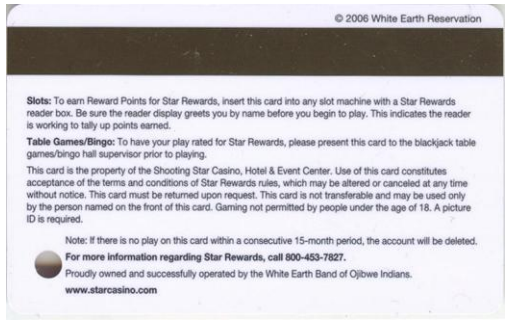 © 2006 White Earth Reservation
Slots: To earn Reward Points for Star Rewards, insert this card into any slot machine with a Star Rewards
reader box. Be sure the reader display greets you by name before you begin to play. This indicates the reader
is working to tally up points earned.
Table Games/Bingo: To have your play rated for Star Rewards, please present this card to the blackjack table
games/bingo hall supervisor prior to playing.
This card is the property of the Shooting Star Casino, Hotel & Event Center. Use of this card constitutes
acceptance of the terms and conditions of Star Rewards rules, which may be altered or canceled at any time
without notice. This card must be returned upon request. This card is not transferable and may be used only
by the person named on the front of this card. Gaming not permitted by people under the age of 18. A picture
ID is required.
Note: If there is no play on this card within a consecutive 15-month period, the account will be deleted.
For more information regarding Star Rewards, call 800-453-7827.
Proudly owned and successfully operated by the White Earth Band of Ojibwe Indians.
www.starcasino.com